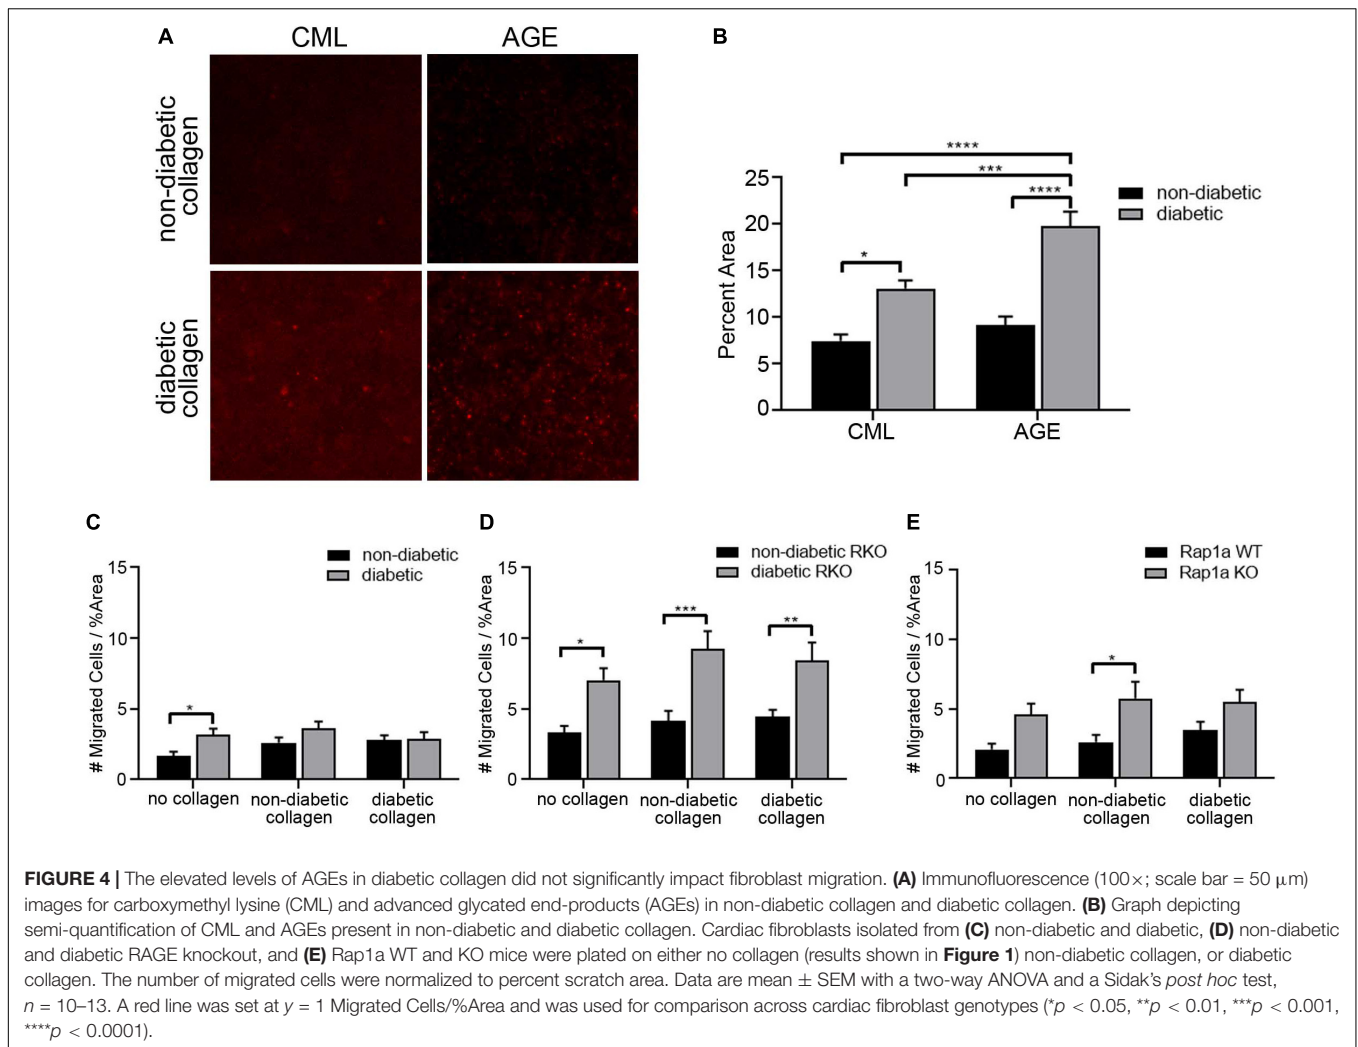 A
CML
AGE
non-diabetic
collagen
diabetic
collagen
B
****
***
****
*
non-diabetic
diabetic
25
20
15
10
5
0
Percent Area
CML
AGE
C
non-diabetic
diabetic
15
10
5
0
# Migrated Cells / %Area
*
no collagen
non-diabetic
collagen
diabetic
collagen
D
non-diabetic RKO
diabetic RKO
15
10
5
0
# Migrated Cells / %Area
*
***
**
no collagen
non-diabetic
collagen
diabetic
collagen
E
Rap1a WT
Rap1a KO
15
10
5
0
# Migrated Cells / %Area
*
no collagen
non-diabetic
collagen
diabetic
collagen
FIGURE 4 | The elevated levels of AGEs in diabetic collagen did not significantly impact fibroblast migration. (A) Immunofluorescence (100×; scale bar = 50 μm)
images for carboxymethyl lysine (CML) and advanced glycated end-products (AGEs) in non-diabetic collagen and diabetic collagen. (B) Graph depicting
semi-quantification of CML and AGEs present in non-diabetic and diabetic collagen. Cardiac fibroblasts isolated from (C) non-diabetic and diabetic, (D) non-diabetic
and diabetic RAGE knockout, and (E) Rap1a WT and KO mice were plated on either no collagen (results shown in Figure 1) non-diabetic collagen, or diabetic
collagen. The number of migrated cells were normalized to percent scratch area. Data are mean ± SEM with a two-way ANOVA and a Sidak's post hoc test,
n = 10–13. A red line was set at y = 1 Migrated Cells/%Area and was used for comparison across cardiac fibroblast genotypes (*p < 0.05, **p < 0.01, ***p < 0.001,
****p < 0.0001).